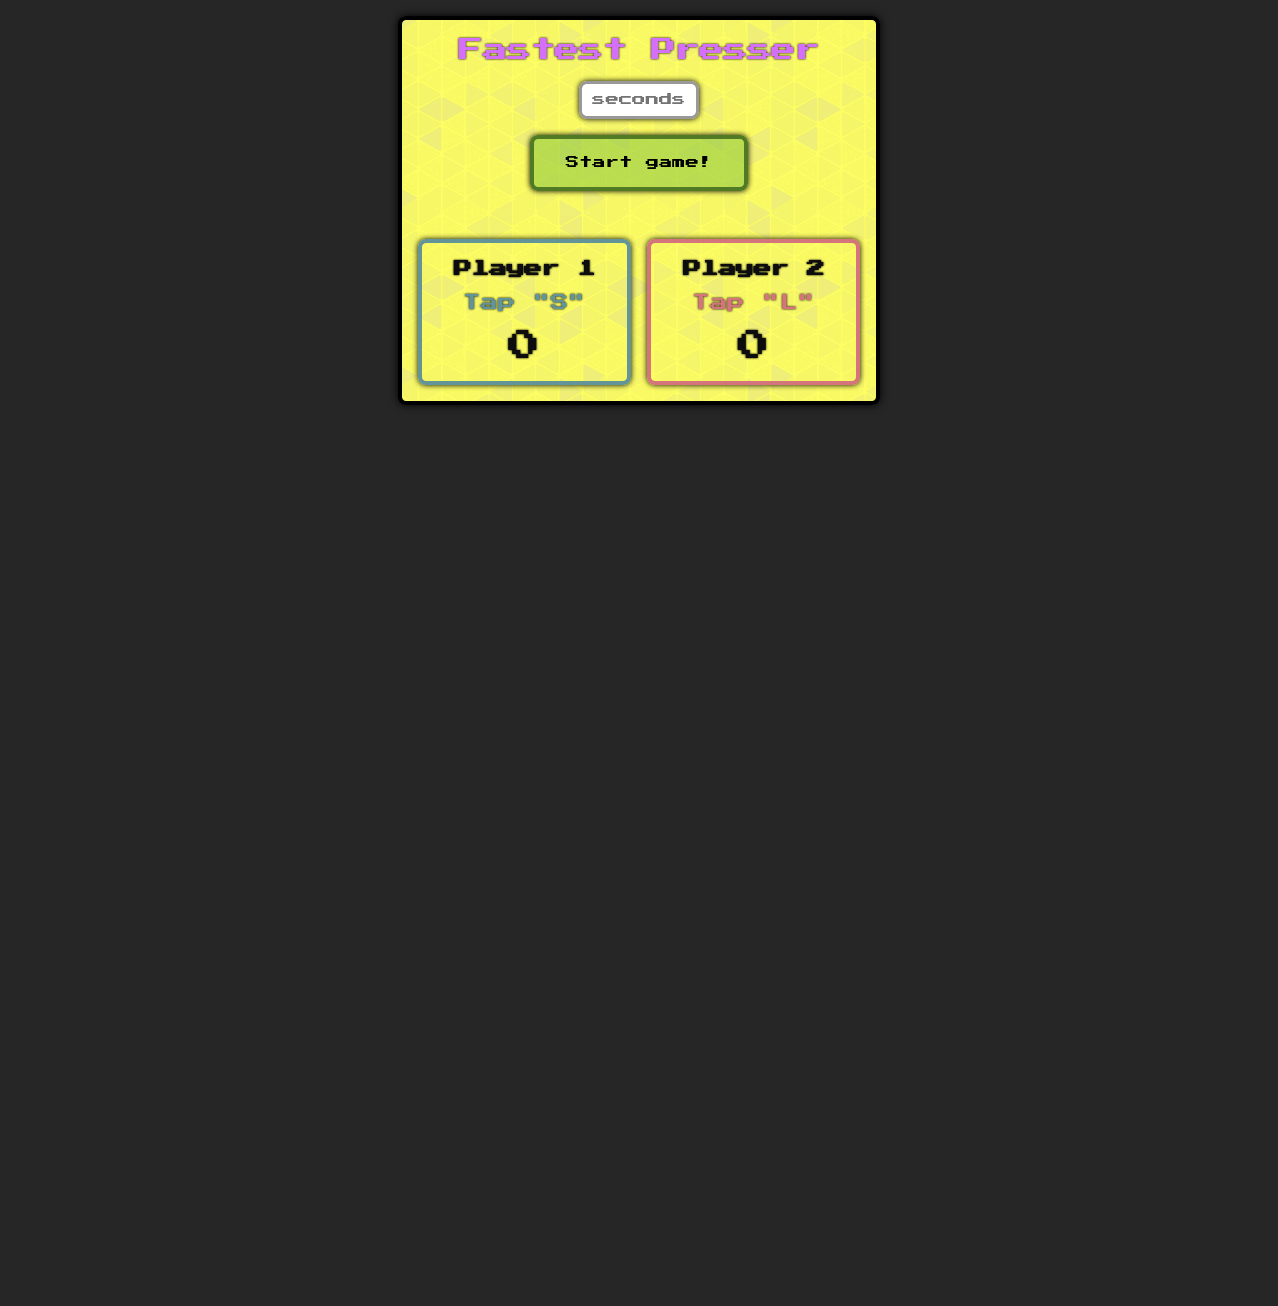 Fastest Presser
seconds
Start game!
Player 1
Tap "S"
0
Player 2
Tap "L"
0